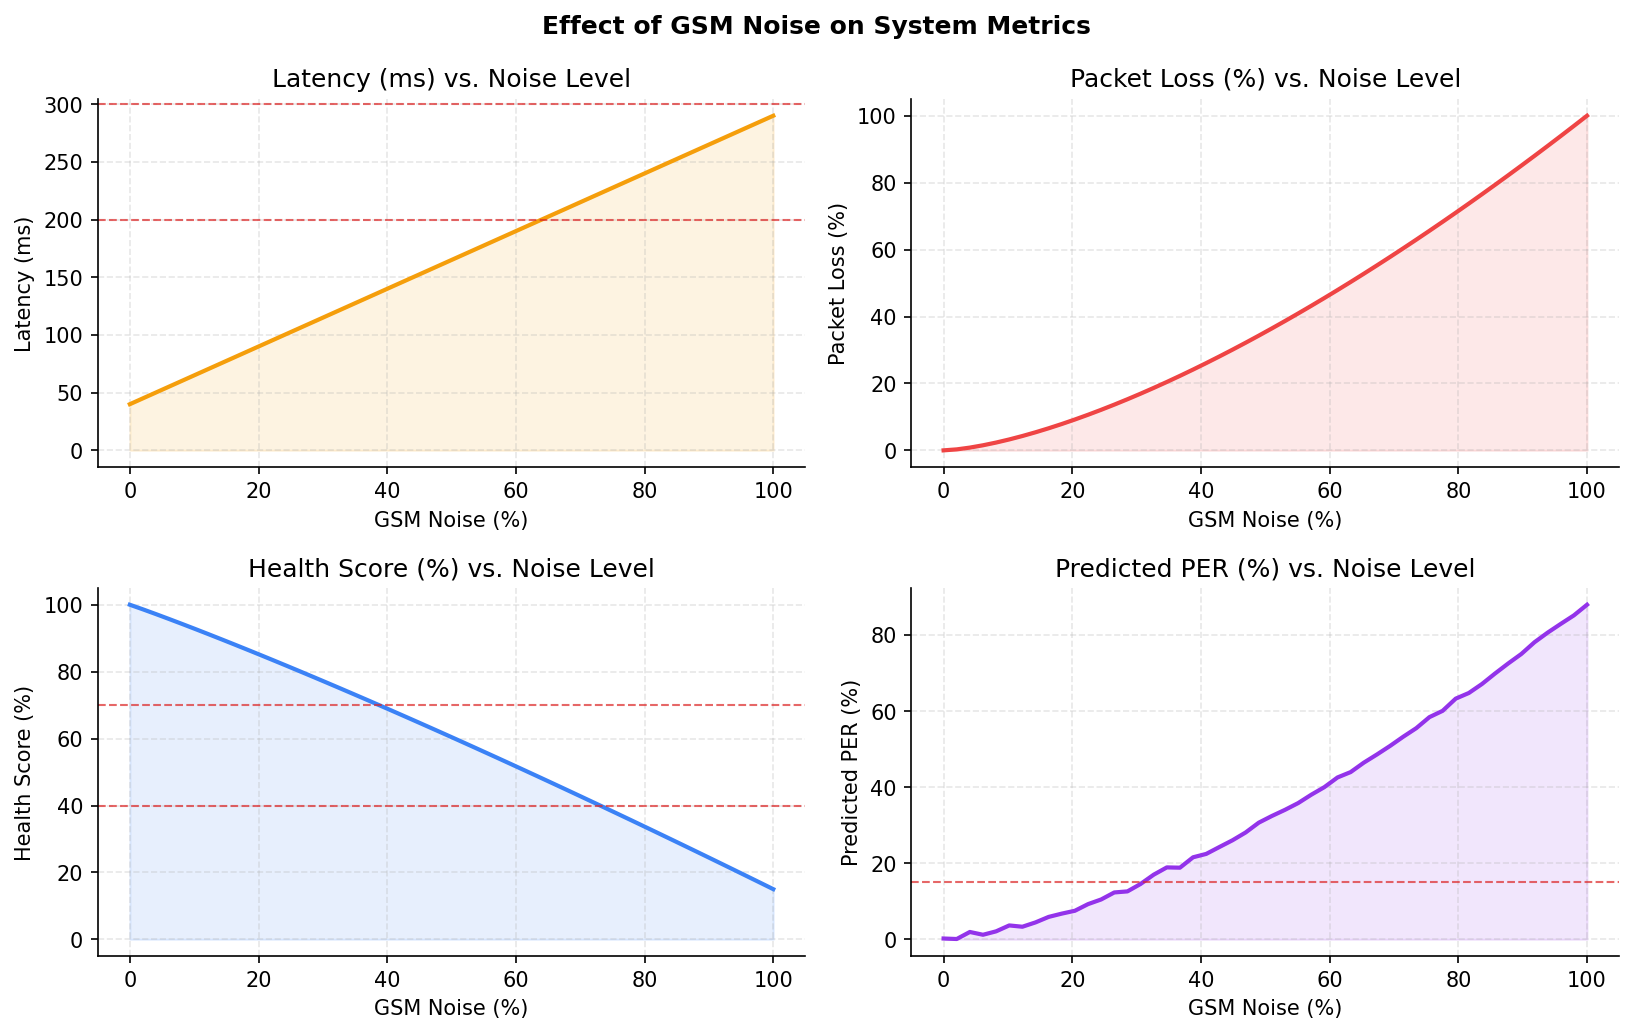 Effect of GSM Noise on System Metrics
Latency (ms) vs. Noise Level
300
250
200
150
100
50
0
Latency (ms)
0 20 40 60 80 100
GSM Noise (%)
Packet Loss (%) vs. Noise Level
100
80
60
40
20
0
Packet Loss (%)
0 20 40 60 80 100
GSM Noise (%)
Health Score (%) vs. Noise Level
100
80
60
40
20
0
Health Score (%)
0 20 40 60 80 100
GSM Noise (%)
Predicted PER (%) vs. Noise Level
80
60
40
20
0
Predicted PER (%)
0 20 40 60 80 100
GSM Noise (%)